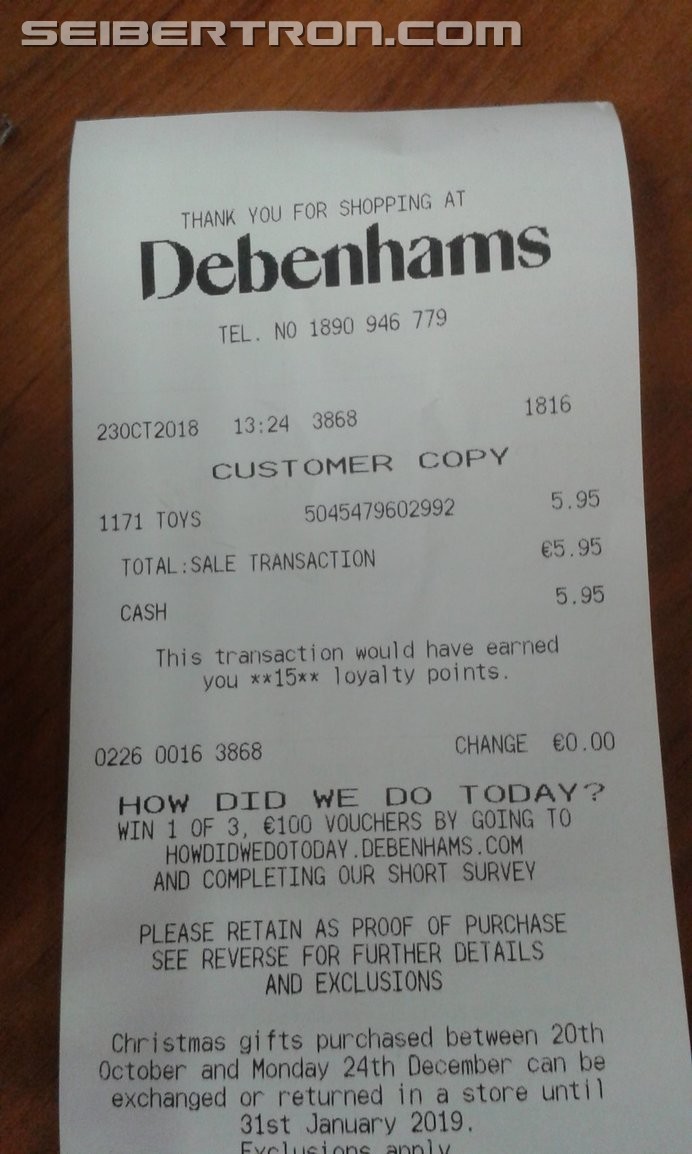 SEIBERTRON.COM
THANK YOU FOR SHOPPING AT
Debenhams
TEL. NO 1890 946 779
23OCT2018 13:24 3868 1816
CUSTOMER COPY
1171 TOYS 5045479602992 5.95
TOTAL:SALE TRANSACTION €5.95
CASH 5.95
This transaction would have earned
you **15** loyalty points.
0226 0016 3868 CHANGE €0.00
HOW DID WE DO TODAY?
WIN 1 OF 3, €100 VOUCHERS BY GOING TO
HOWDIDWEDOTODAY.DEBENHAMS.COM
AND COMPLETING OUR SHORT SURVEY
PLEASE RETAIN AS PROOF OF PURCHASE
SEE REVERSE FOR FURTHER DETAILS
AND EXCLUSIONS
Christmas gifts purchased between 20th
October and Monday 24th December can be
exchanged or returned in a store until
31st January 2019.
Exclusions apply